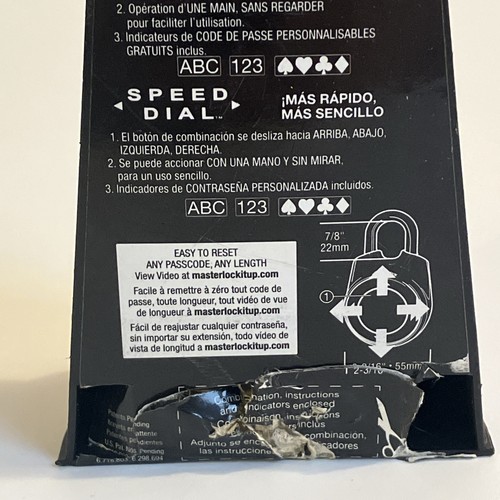 2. Opération d'UNE MAIN, SANS REGARDER
pour faciliter l'utilisation.
3. Indicateurs de CODE DE PASSE PERSONNALISABLES
GRATUITS inclus.
ABC 123 ♠♥♣♦
SPEED
DIAL™
¡MÁS RÁPIDO,
MÁS SENCILLO
1. El botón de combinación se desliza hacia ARRIBA, ABAJO,
IZQUIERDA, DERECHA.
2. Se puede accionar CON UNA MANO Y SIN MIRAR,
para un uso sencillo.
3. Indicadores de CONTRASEÑA PERSONALIZADA incluidos.
ABC 123 ♠♥♣♦
7/8"
22mm
EASY TO RESET
ANY PASSCODE, ANY LENGTH
View Video at masterlockitup.com
Facile à remettre à zéro tout code de
passe, toute longueur, tout vidéo de vue
de longueur à masterlockitup.com
Fácil de reajustar cualquier contraseña,
sin importar su extensión, todo vídeo de
vista de longitud a masterlockitup.com
1
55mm
instructions
indicators enclosed
inclus
Adjunto se
combinación,
las
U.S. Pat. Nos.